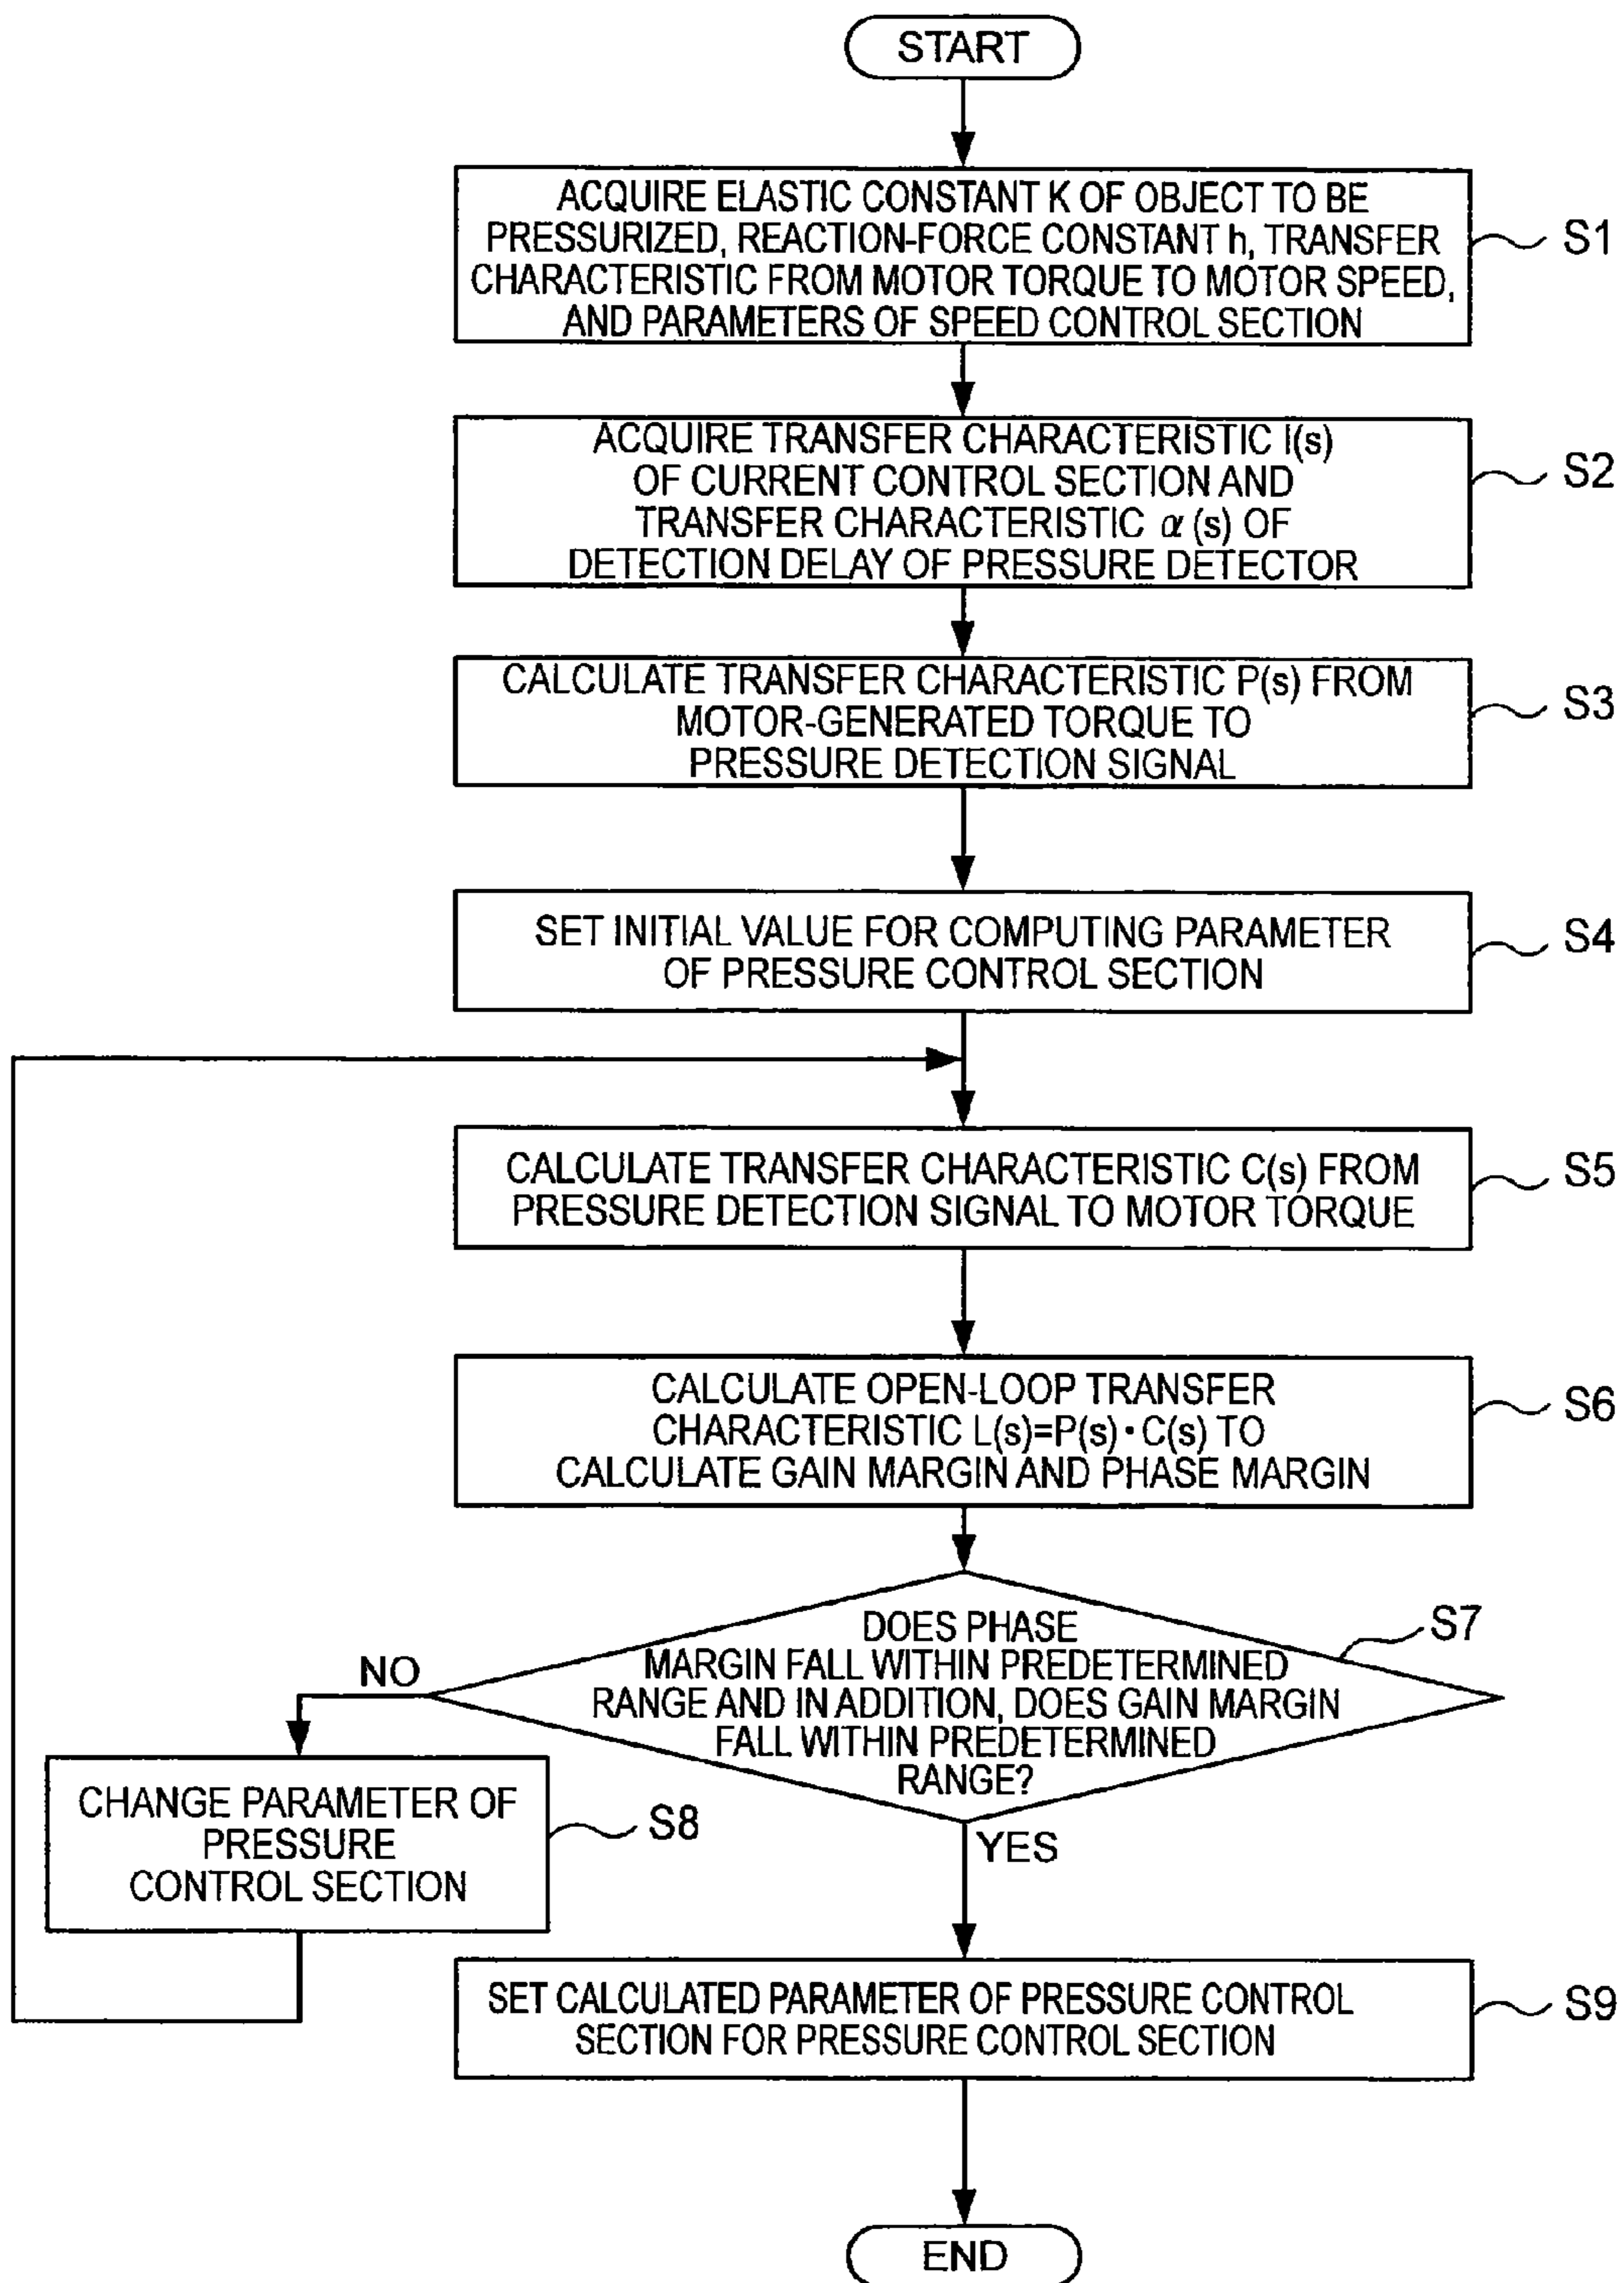 START
ACQUIRE ELASTIC CONSTANT K OF OBJECT TO BE
PRESSURIZED, REACTION-FORCE CONSTANT h, TRANSFER
CHARACTERISTIC FROM MOTOR TORQUE TO MOTOR SPEED,
AND PARAMETERS OF SPEED CONTROL SECTION
S1
ACQUIRE TRANSFER CHARACTERISTIC I(s)
OF CURRENT CONTROL SECTION AND
TRANSFER CHARACTERISTIC α (s) OF
DETECTION DELAY OF PRESSURE DETECTOR
S2
CALCULATE TRANSFER CHARACTERISTIC P(s) FROM
MOTOR-GENERATED TORQUE TO
PRESSURE DETECTION SIGNAL
S3
SET INITIAL VALUE FOR COMPUTING PARAMETER
OF PRESSURE CONTROL SECTION
S4
CALCULATE TRANSFER CHARACTERISTIC C(s) FROM
PRESSURE DETECTION SIGNAL TO MOTOR TORQUE
S5
CALCULATE OPEN-LOOP TRANSFER
CHARACTERISTIC L(s)=P(s)・C(s) TO
CALCULATE GAIN MARGIN AND PHASE MARGIN
S6
DOES PHASE
MARGIN FALL WITHIN PREDETERMINED
RANGE AND IN ADDITION, DOES GAIN MARGIN
FALL WITHIN PREDETERMINED
RANGE?
S7
NO
CHANGE PARAMETER OF
PRESSURE
CONTROL SECTION
S8
YES
SET CALCULATED PARAMETER OF PRESSURE CONTROL
SECTION FOR PRESSURE CONTROL SECTION
S9
END